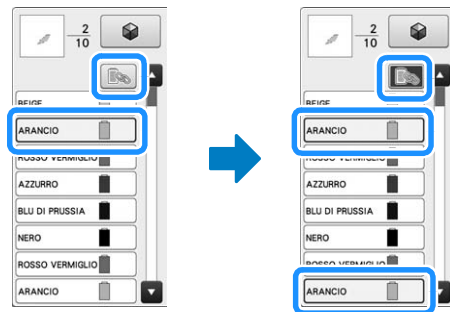 2
10
BEIGE
ARANCIO
ROSSO VERMIGLIO
AZZURRO
BLU DI PRUSSIA
NERO
ROSSO VERMIGLIO
ARANCIO
2
10
BEIGE
ARANCIO
ROSSO VERMIGLIO
AZZURRO
BLU DI PRUSSIA
NERO
ROSSO VERMIGLIO
ARANCIO